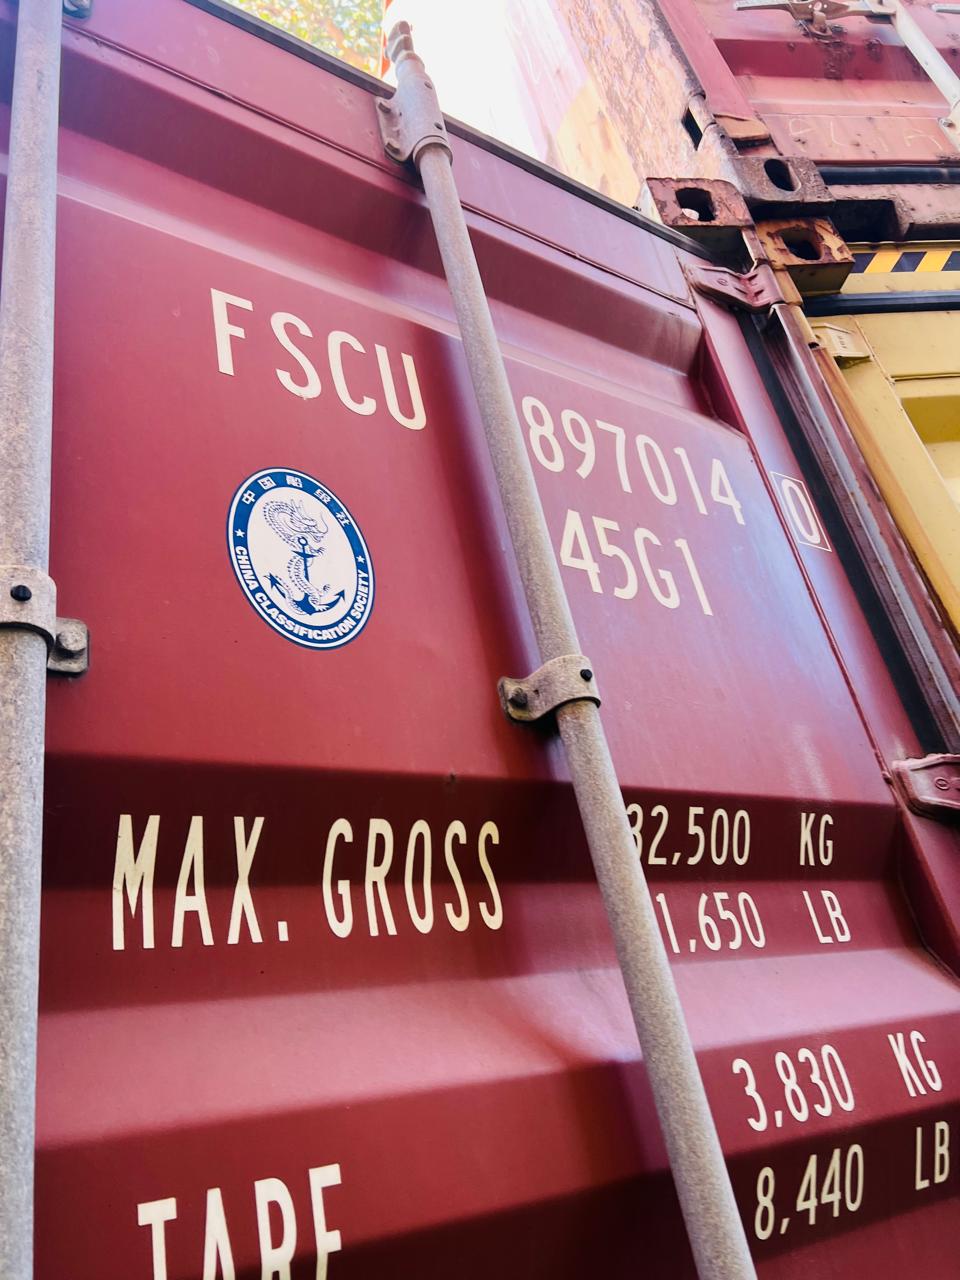 FSCU 897014 0
45G1
中国船级社
CHINA CLASSIFICATION SOCIETY
MAX. GROSS 32,500 KG
1,650 LB
TARE 3,830 KG
8,440 LB